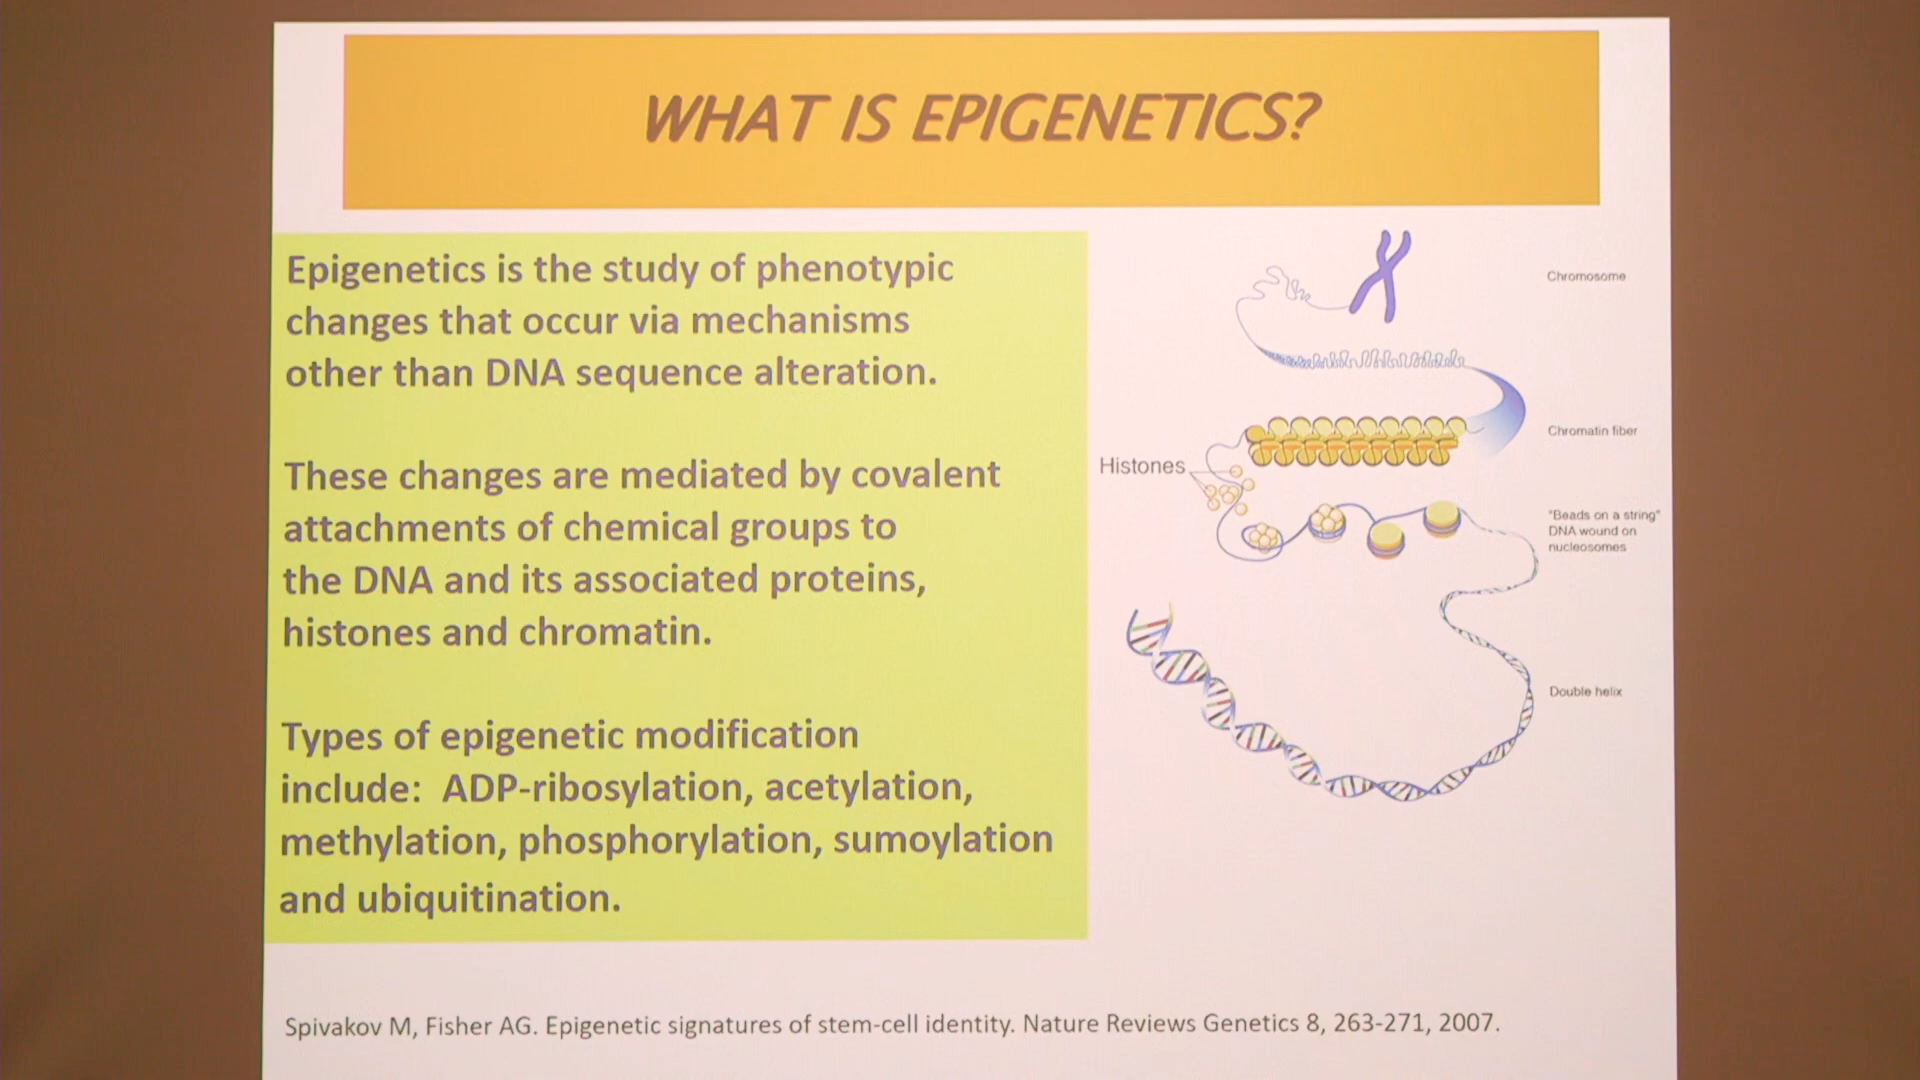 WHAT IS EPIGENETICS?
Epigenetics is the study of phenotypic
changes that occur via mechanisms
other than DNA sequence alteration.
These changes are mediated by covalent
attachments of chemical groups to
the DNA and its associated proteins,
histones and chromatin.
Types of epigenetic modification
include: ADP-ribosylation, acetylation,
methylation, phosphorylation, sumoylation
and ubiquitination.
Chromosome
Chromatin fiber
Histones
"Beads on a string"
DNA wound on
nucleosomes
Double helix
Spivakov M, Fisher AG. Epigenetic signatures of stem-cell identity. Nature Reviews Genetics 8, 263-271, 2007.